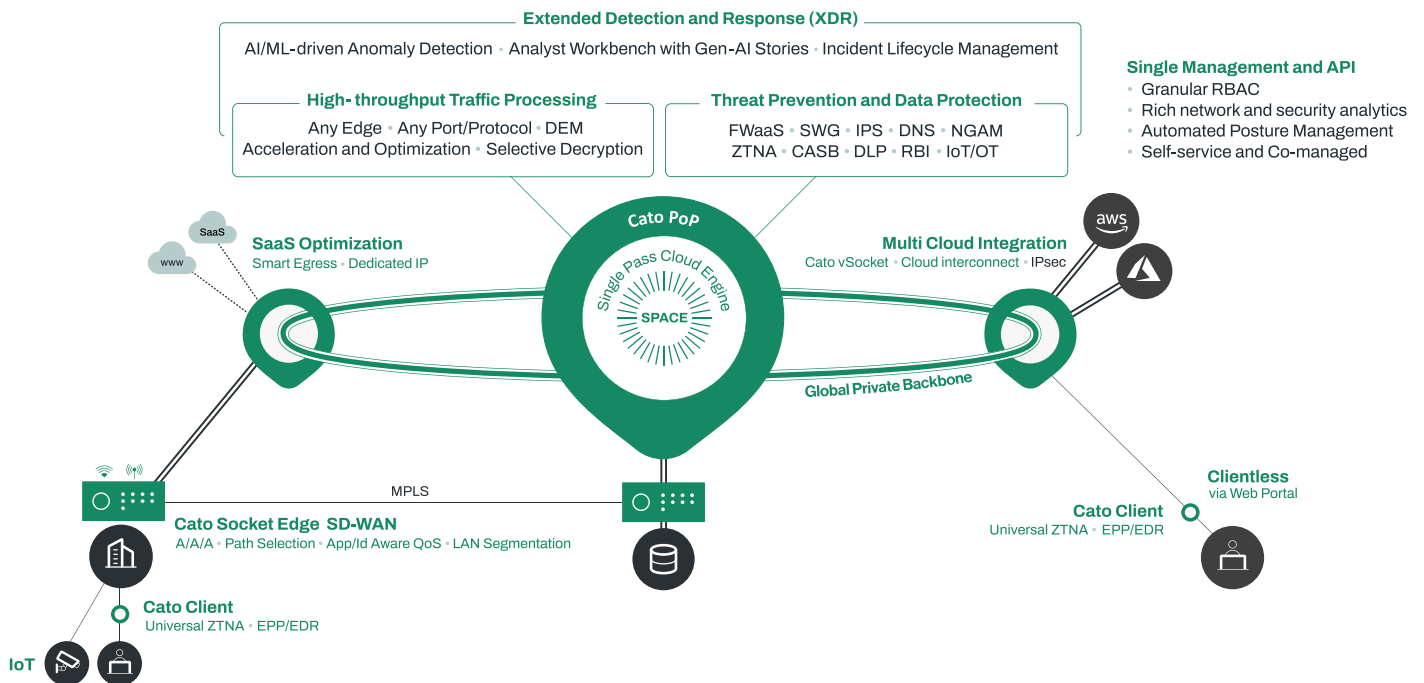 Extended Detection and Response (XDR)
AI/ML-driven Anomaly Detection • Analyst Workbench with Gen-AI Stories • Incident Lifecycle Management
High- throughput Traffic Processing
Any Edge • Any Port/Protocol • DEM
Acceleration and Optimization • Selective Decryption
Threat Prevention and Data Protection
FWaaS • SWG • IPS • DNS • NGAM
ZTNA • CASB • DLP • RBI • IoT/OT
Single Management and API
• Granular RBAC
• Rich network and security analytics
• Automated Posture Management
• Self-service and Co-managed
SaaS
www
SaaS Optimization
Smart Egress • Dedicated IP
Cato PoP
Single Pass Cloud Engine
SPACE
Multi Cloud Integration
Cato vSocket • Cloud interconnect • IPsec
aws
Global Private Backbone
MPLS
Cato Socket Edge SD-WAN
A/A/A • Path Selection • App/Id Aware QoS • LAN Segmentation
Clientless
via Web Portal
Cato Client
Universal ZTNA • EPP/EDR
Cato Client
Universal ZTNA • EPP/EDR
IoT